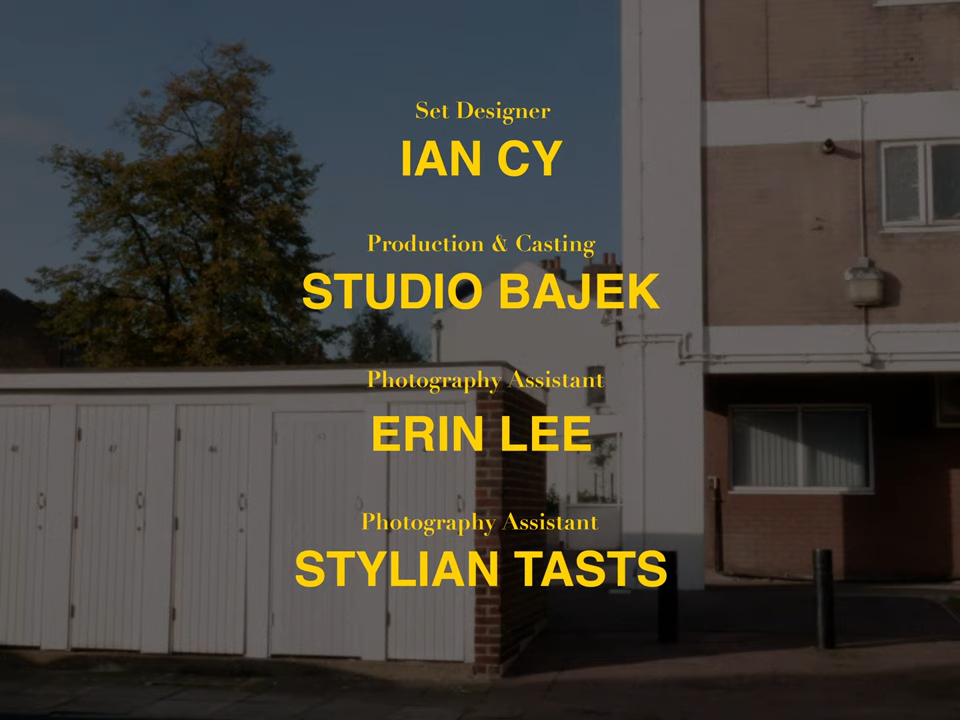 Set Designer
IAN CY
Production & Casting
STUDIO BAJEK
Photography Assistant
ERIN LEE
Photography Assistant
STYLIAN TASTS